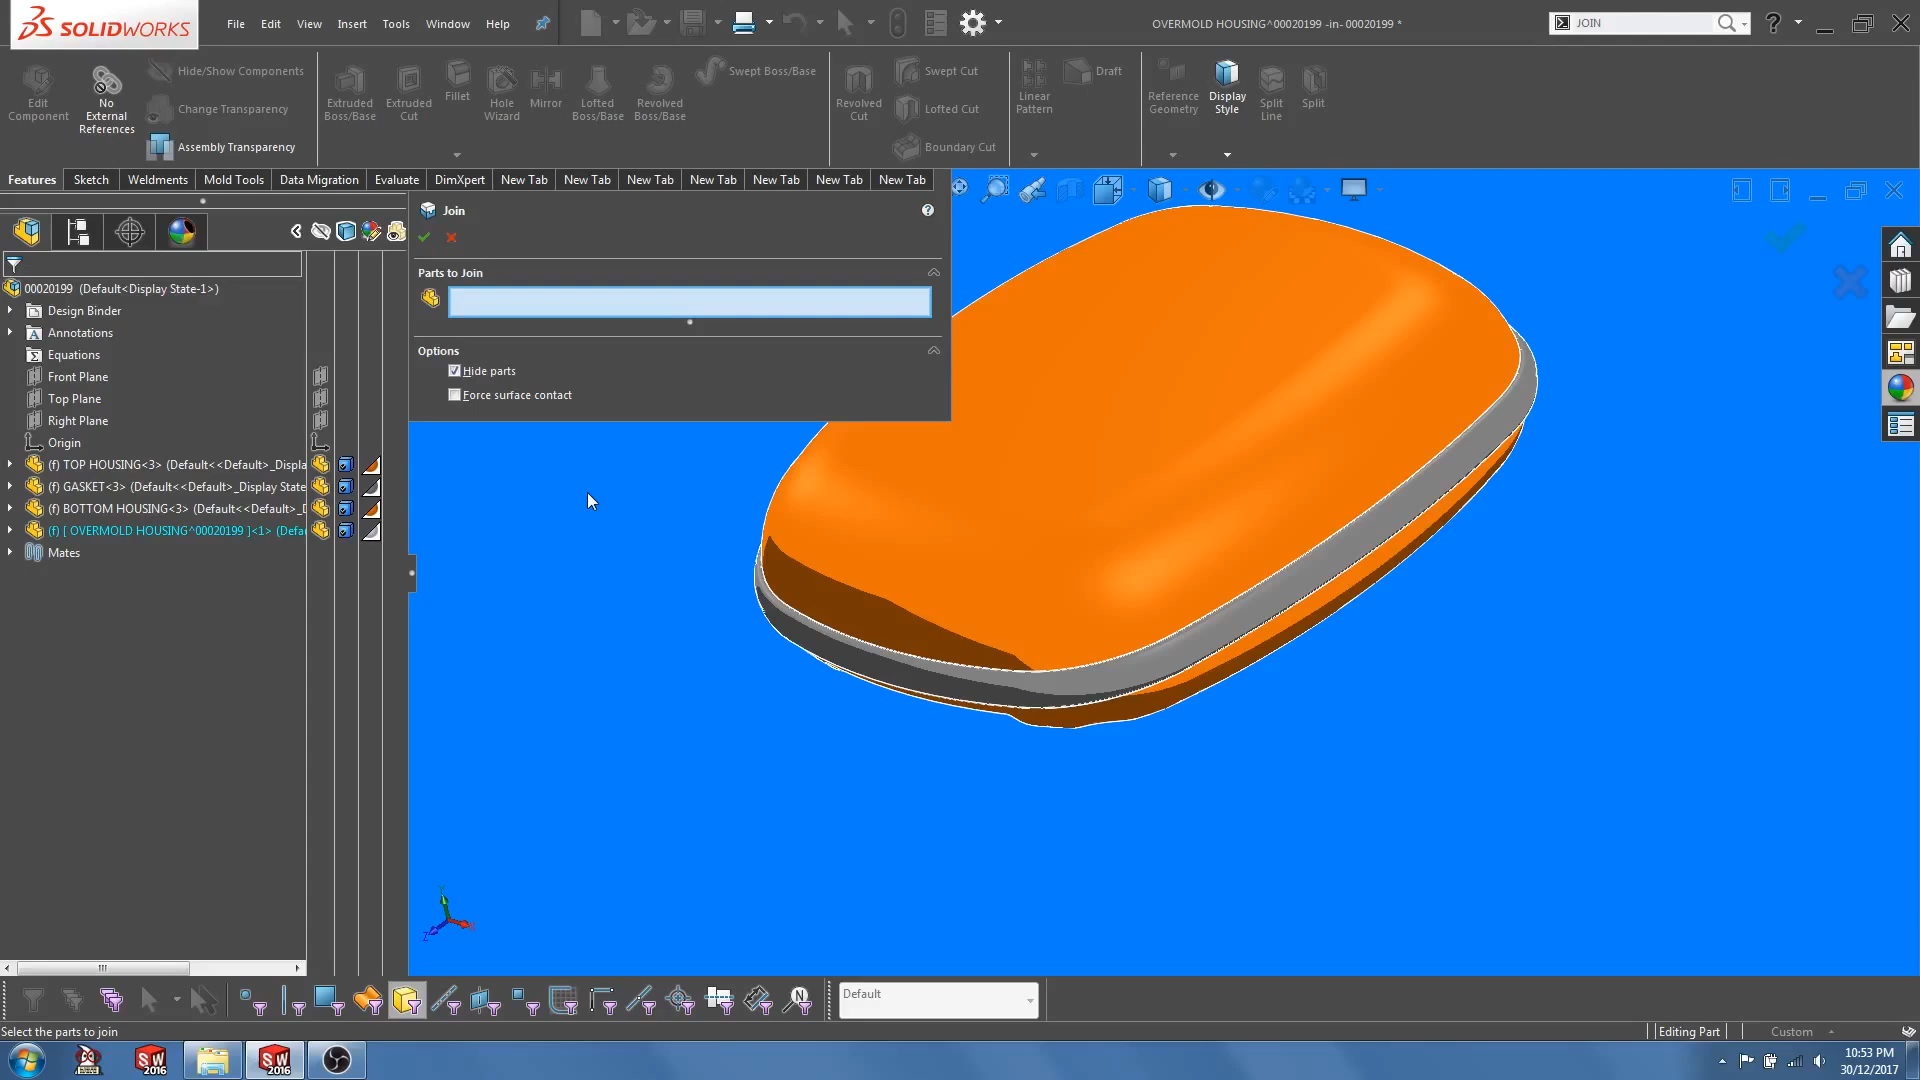 SOLIDWORKS
File Edit View Insert Tools Window Help
OVERMOLD HOUSING^00020199 -in- 00020199 *
JOIN
Edit Component
No External References
Hide/Show Components
Change Transparency
Assembly Transparency
Extruded Boss/Base
Extruded Cut
Fillet
Hole Wizard
Mirror
Lofted Boss/Base
Revolved Boss/Base
Swept Boss/Base
Revolved Cut
Swept Cut
Lofted Cut
Boundary Cut
Linear Pattern
Draft
Reference Geometry
Display Style
Split Line
Split
Features Sketch Weldments Mold Tools Data Migration Evaluate DimXpert New Tab New Tab New Tab New Tab New Tab New Tab New Tab
Join
Parts to Join
Options
Hide parts
Force surface contact
00020199 (Default<Display State-1>)
Design Binder
Annotations
Equations
Front Plane
Top Plane
Right Plane
Origin
(f) TOP HOUSING<3> (Default<<Default>_Displa
(f) GASKET<3> (Default<<Default>_Display State
(f) BOTTOM HOUSING<3> (Default<<Default>_D
(f) [ OVERMOLD HOUSING^00020199 ]<1> (Defa
Mates
Y
Z
Default
Select the parts to join
Editing Part
Custom
SW 2016
SW 2016
10:53 PM
30/12/2017